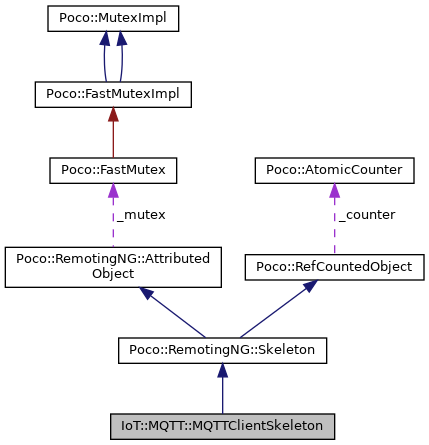 Poco::MutexImpl
Poco::FastMutexImpl
Poco::FastMutex
Poco::AtomicCounter
_mutex
_counter
Poco::RemotingNG::Attributed
Object
Poco::RefCountedObject
Poco::RemotingNG::Skeleton
IoT::MQTT::MQTTClientSkeleton